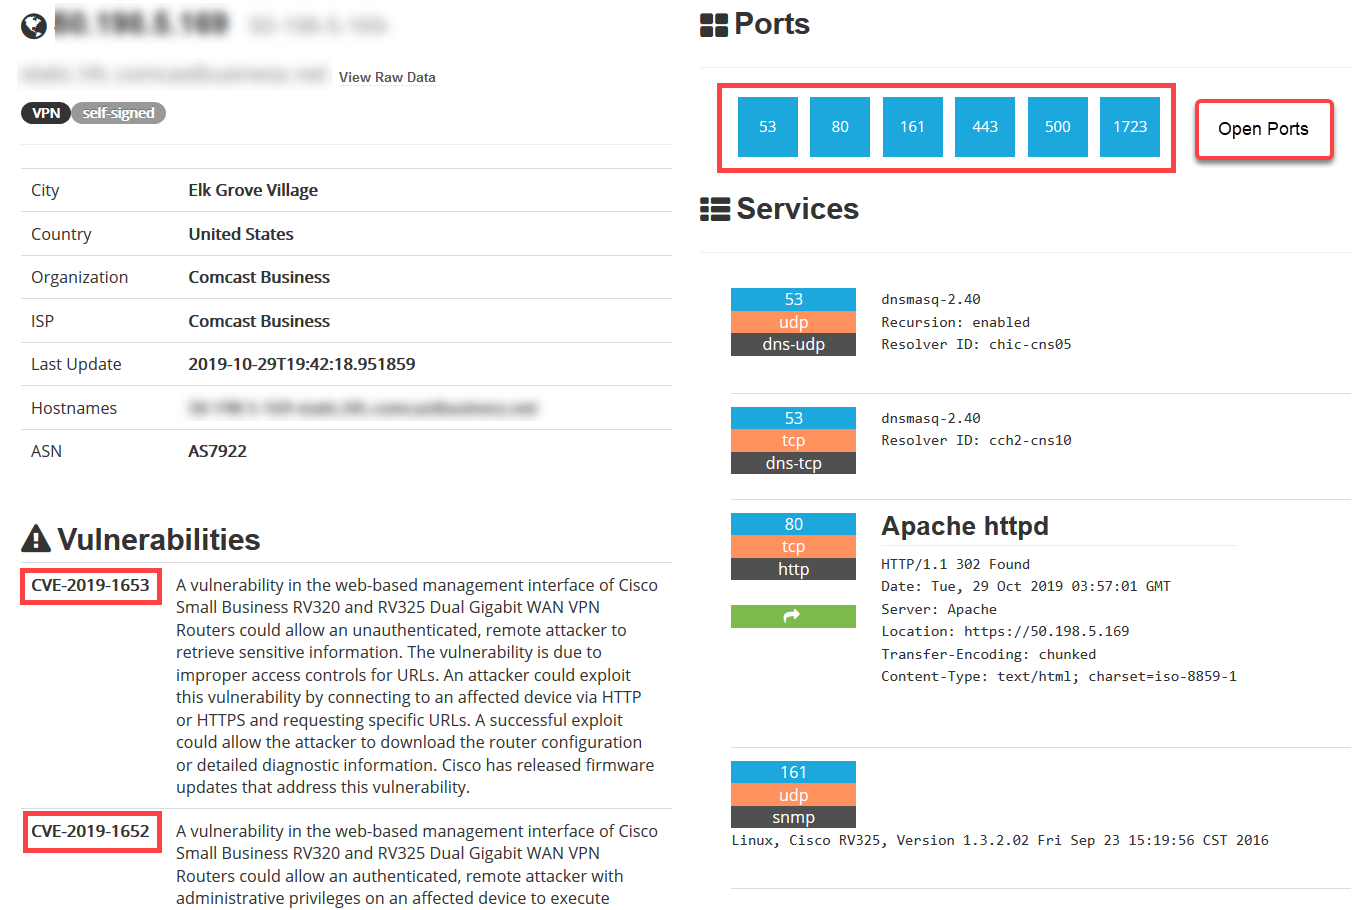 View Raw Data
VPN self-signed
City Elk Grove Village
Country United States
Organization Comcast Business
ISP Comcast Business
Last Update 2019-10-29T19:42:18.951859
Hostnames
ASN AS7922
Vulnerabilities
CVE-2019-1653
A vulnerability in the web-based management interface of Cisco
Small Business RV320 and RV325 Dual Gigabit WAN VPN
Routers could allow an unauthenticated, remote attacker to
retrieve sensitive information. The vulnerability is due to
improper access controls for URLs. An attacker could exploit
this vulnerability by connecting to an affected device via HTTP
or HTTPS and requesting specific URLs. A successful exploit
could allow the attacker to download the router configuration
or detailed diagnostic information. Cisco has released firmware
updates that address this vulnerability.
CVE-2019-1652
A vulnerability in the web-based management interface of Cisco
Small Business RV320 and RV325 Dual Gigabit WAN VPN
Routers could allow an authenticated, remote attacker with
administrative privileges on an affected device to execute
Ports
53 80 161 443 500 1723
Open Ports
Services
53
udp
dns-udp
dnsmasq-2.40
Recursion: enabled
Resolver ID: chic-cns05
53
tcp
dns-tcp
dnsmasq-2.40
Resolver ID: cch2-cns10
80
tcp
http
Apache httpd
HTTP/1.1 302 Found
Date: Tue, 29 Oct 2019 03:57:01 GMT
Server: Apache
Location: https://50.198.5.169
Transfer-Encoding: chunked
Content-Type: text/html; charset=iso-8859-1
161
udp
snmp
Linux, Cisco RV325, Version 1.3.2.02 Fri Sep 23 15:19:56 CST 2016